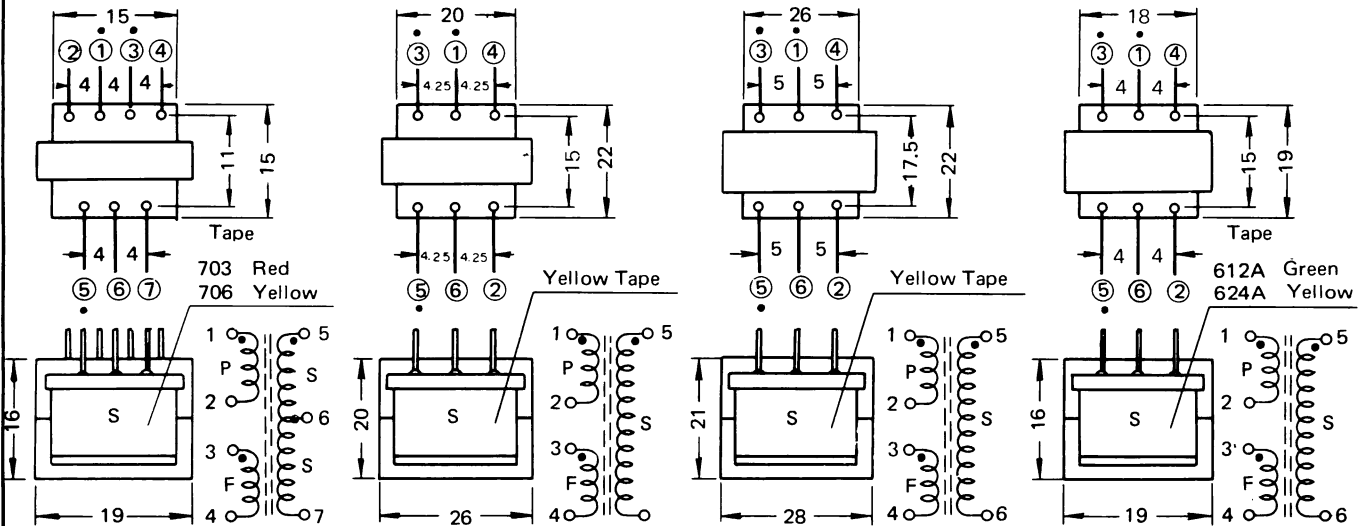 15
② ① ③ ④
4 4 4
11
15
4 4
⑤ ⑥ ⑦
Tape
703 Red
706 Yellow
16
S
19
1 5
P S
2 6
3 S
F
4 7
20
③ ① ④
4.25 4.25
15
22
4.25 4.25
⑤ ⑥ ②
Yellow Tape
20
S
26
1 5
P
2
S
3
F
4 6
26
③ ① ④
5 5
17.5
22
5 5
⑤ ⑥ ②
Yellow Tape
21
S
28
1 5
P
2
S
3
F
4 6
18
③ ① ④
4 4
15
19
4 4
⑤ ⑥ ②
Tape
612A Green
624A Yellow
16
S
19
1 5
P
2
S
3
F
4 6